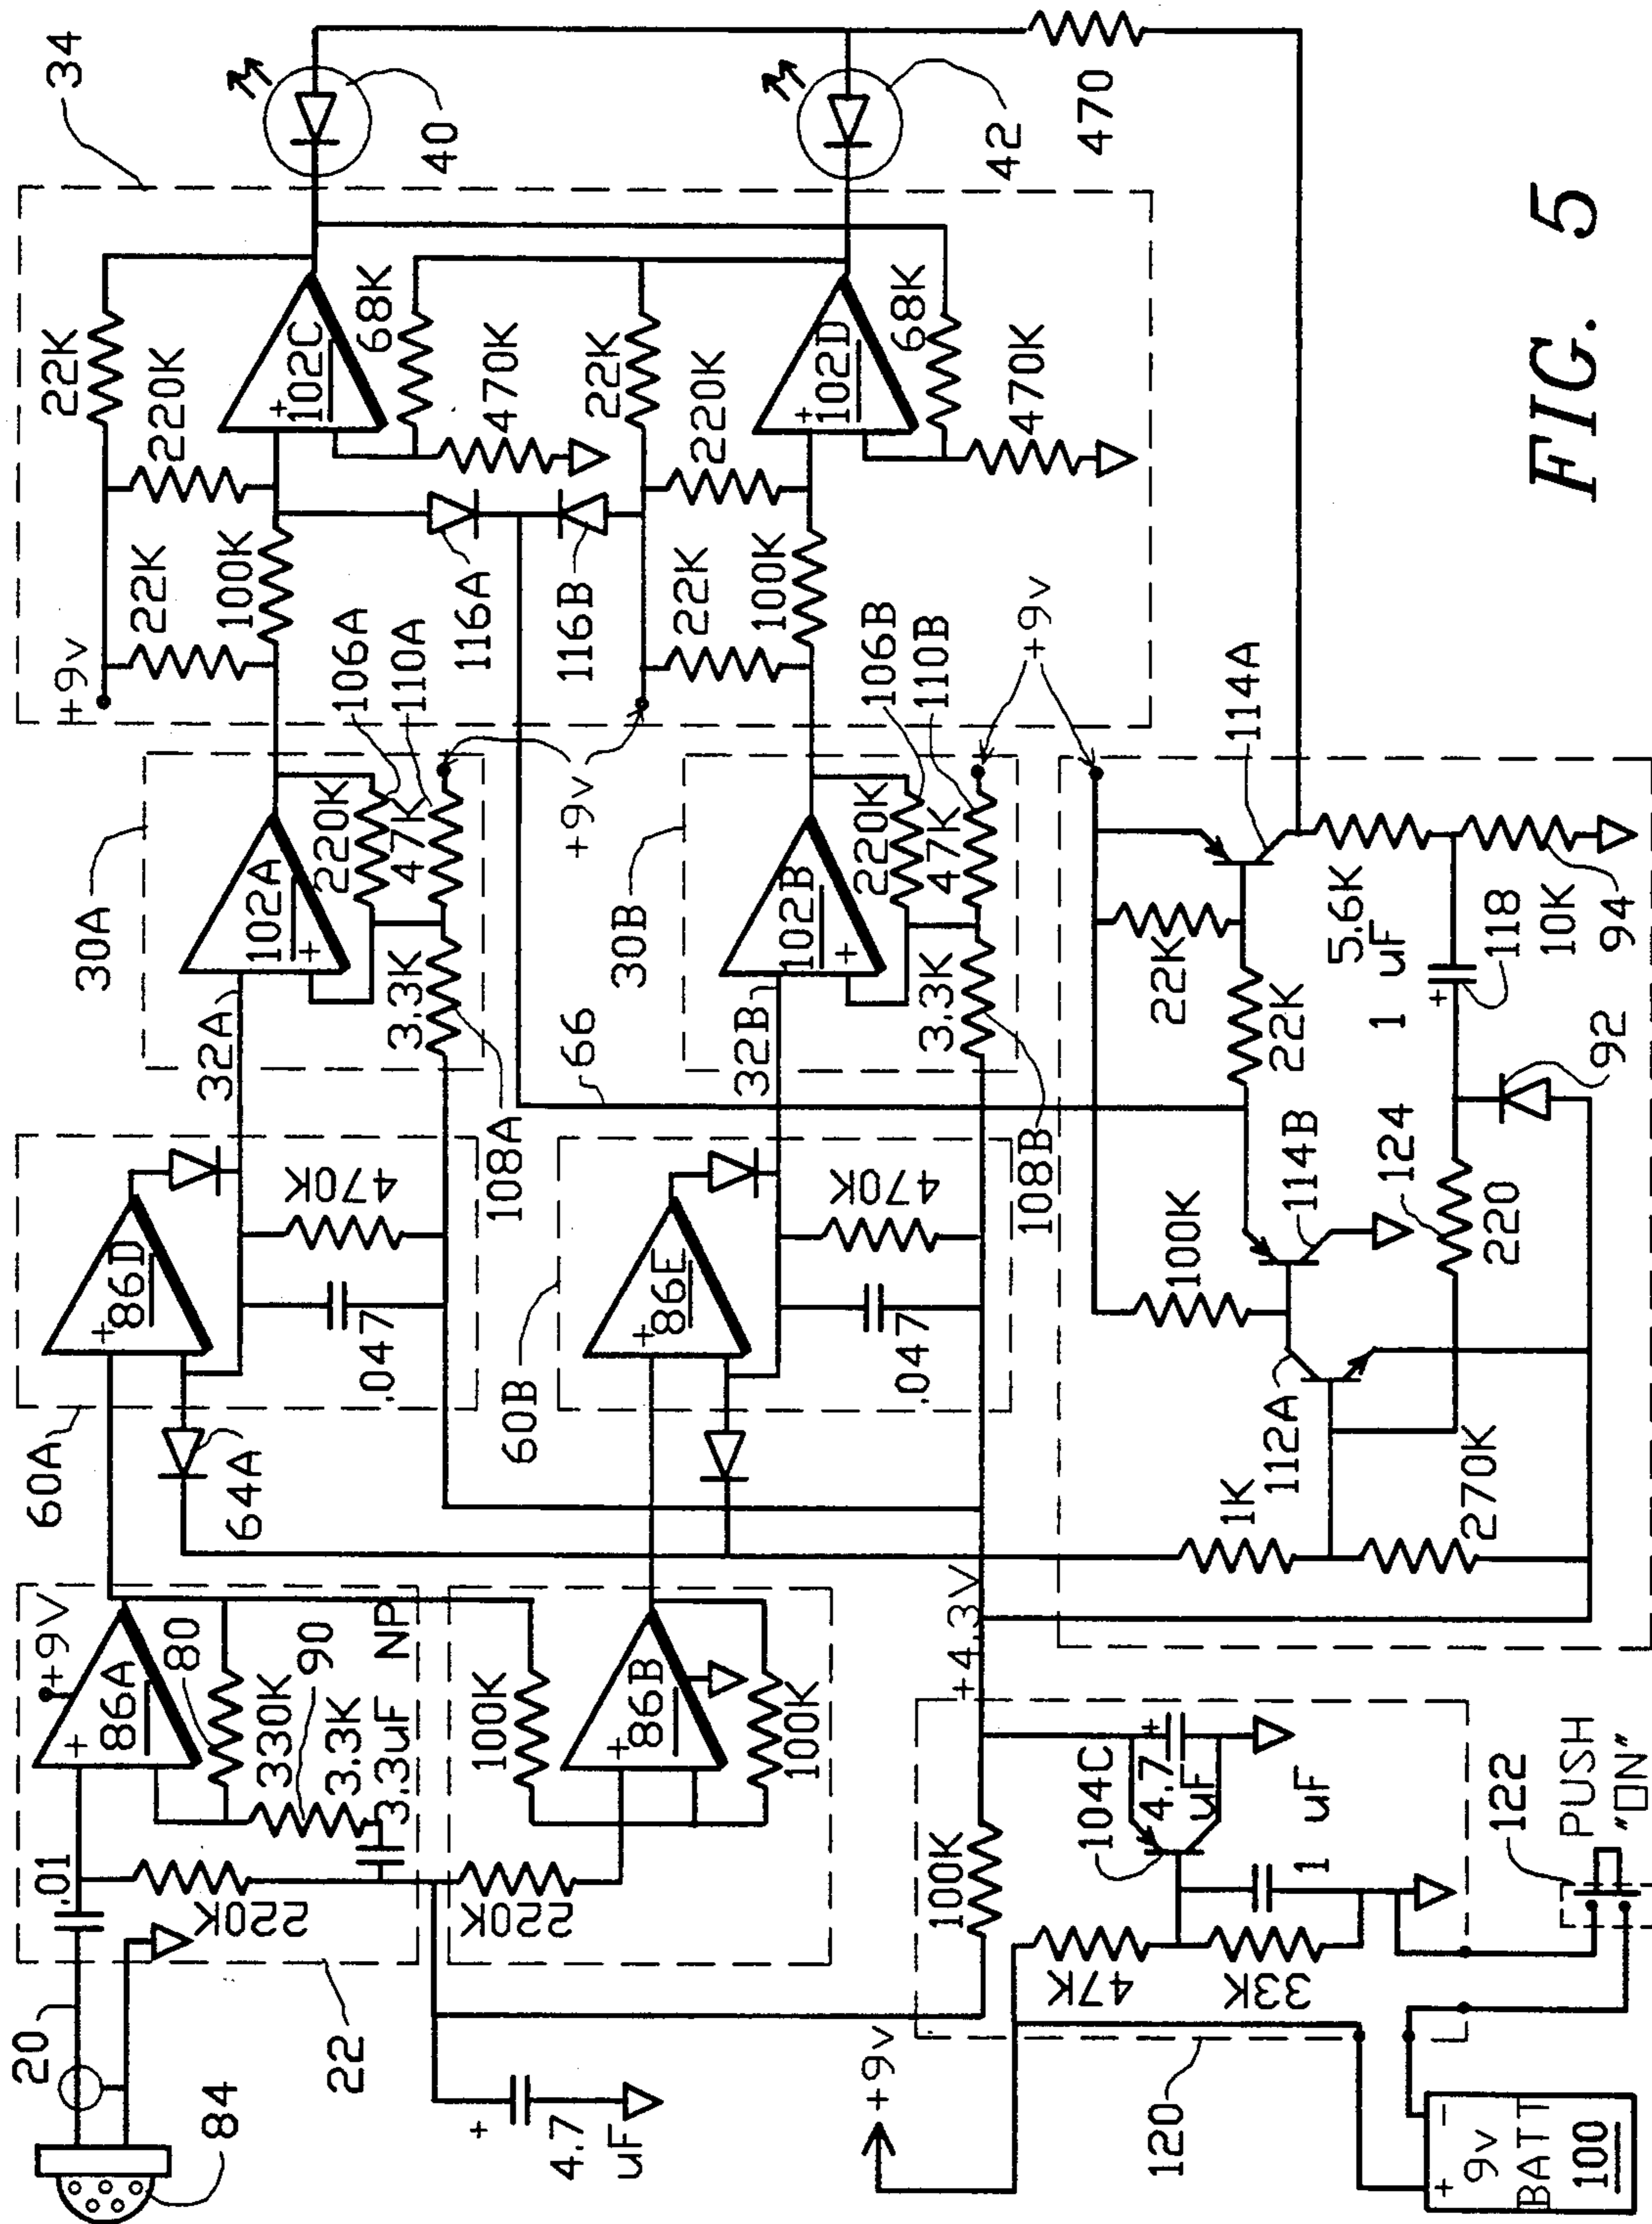 34
22K
220K
+
102C
68K
470K
40
+9v
22K
100K
106A
110A
116A
116B
22K
220K
+
102D
68K
470K
42
470
22K
100K
106B
110B
+9v
+9v
30A
102A
+
220K
47K
3.3K
32A
108A
66
30B
102B
+
220K
47K
3.3K
32B
108B
60A
+
86D
470K
.047
64A
60B
+
86E
470K
.047
+9V
+
86A
80
330K
90
3.3K
3.3uF NP
.01
220K
20
84
22
100K
+
86B
100K
220K
+
4.7
uF
+4.3V
100K
104C
+
4.7
uF
1 uF
47K
33K
+9v
120
+ -
9v
BATT
100
122
PUSH
"ON"
114A
22K
22K
5.6K
1
uF
+
118
10K
94
92
100K
114B
124
220
112A
1K
270K
FIG. 5